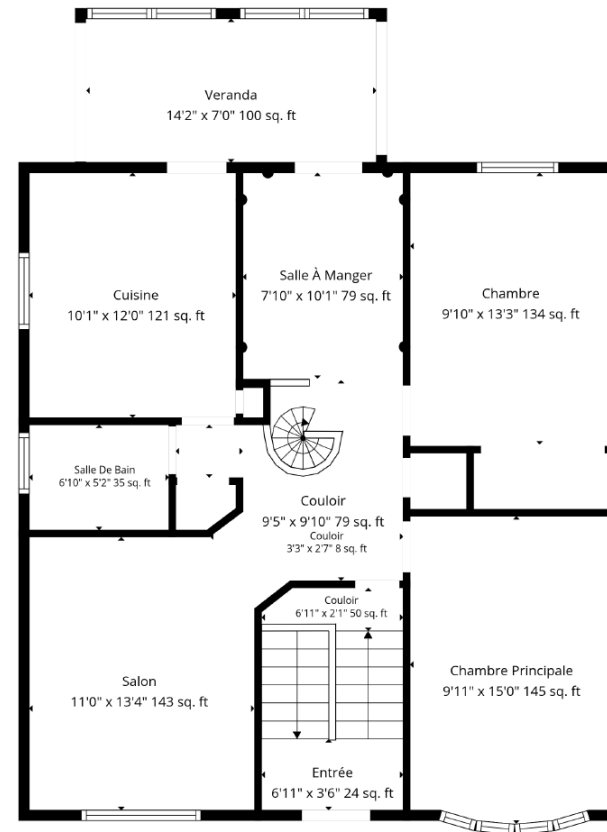 Veranda
14'2" x 7'0" 100 sq. ft
Cuisine
10'1" x 12'0" 121 sq. ft
Salle À Manger
7'10" x 10'1" 79 sq. ft
Chambre
9'10" x 13'3" 134 sq. ft
Salle De Bain
6'10" x 5'2" 35 sq. ft
Couloir
9'5" x 9'10" 79 sq. ft
Couloir
3'3" x 2'7" 8 sq. ft
Couloir
6'11" x 2'1" 50 sq. ft
Salon
11'0" x 13'4" 143 sq. ft
Chambre Principale
9'11" x 15'0" 145 sq. ft
Entrée
6'11" x 3'6" 24 sq. ft